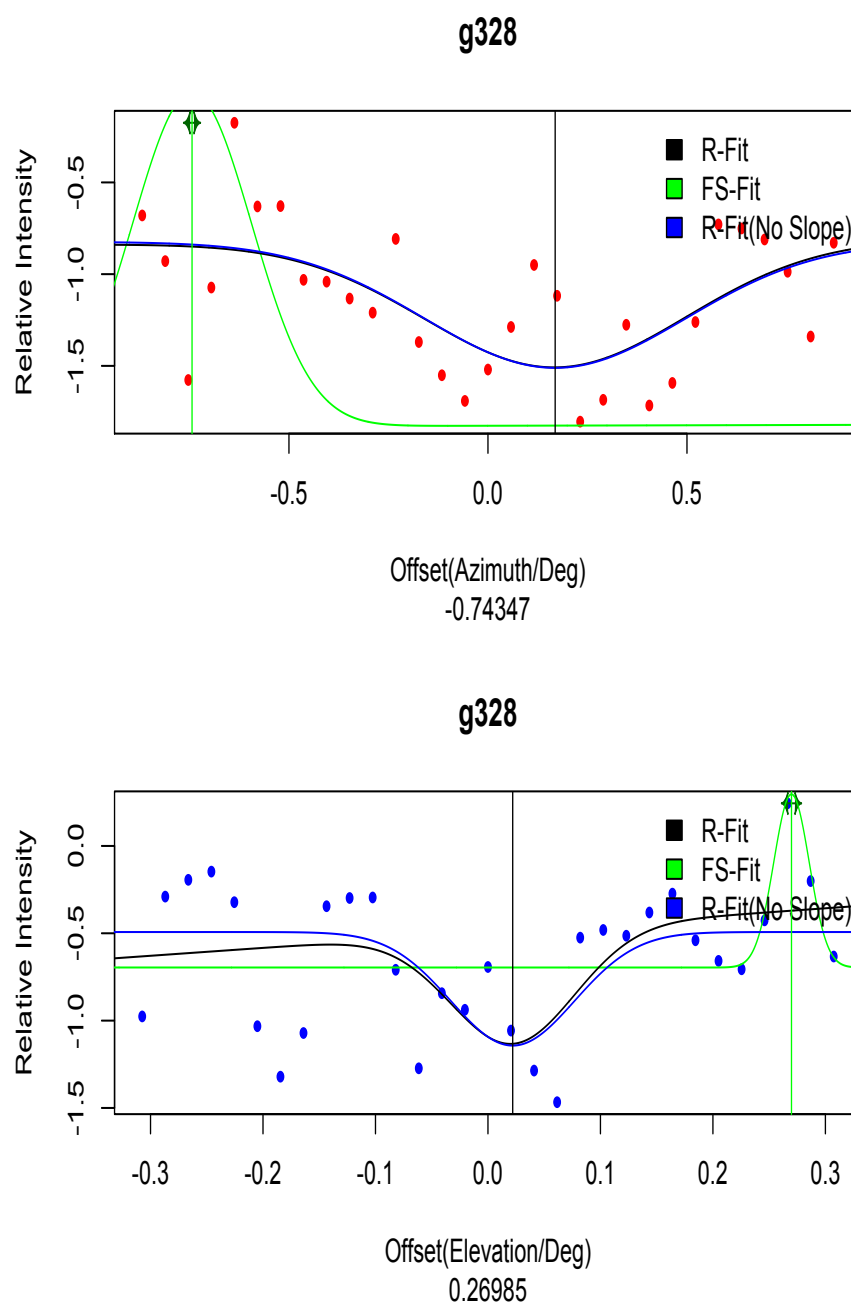 g328
Relative Intensity
-0.5
-1.0
-1.5
R-Fit
FS-Fit
R-Fit(No Slope)
-0.5 0.0 0.5
Offset(Azimuth/Deg)
-0.74347
g328
Relative Intensity
0.0
-0.5
-1.0
-1.5
R-Fit
FS-Fit
R-Fit(No Slope)
-0.3 -0.2 -0.1 0.0 0.1 0.2 0.3
Offset(Elevation/Deg)
0.26985